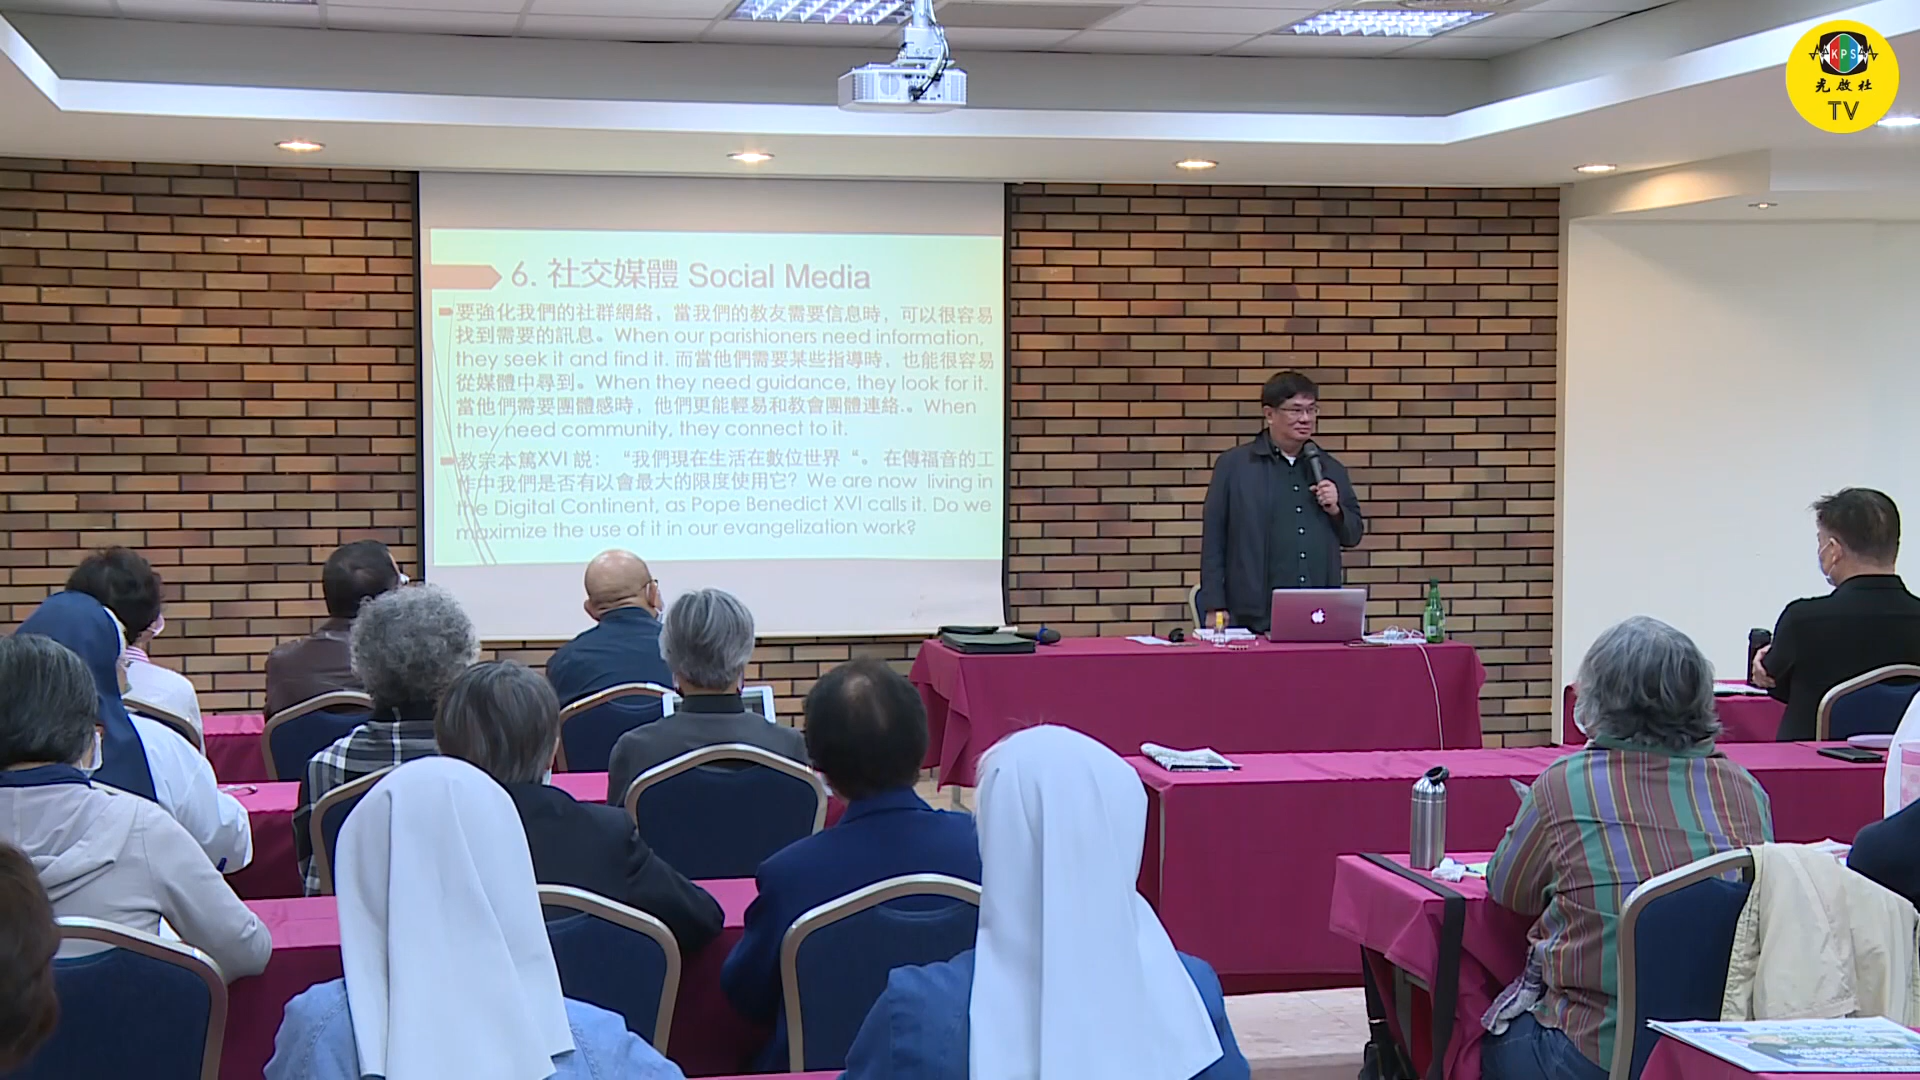 KPS
光啟社
TV
6. 社交媒體 Social Media
要強化我們的社群網絡，當我們的教友需要信息時，可以很容易
找到需要的訊息。When our parishioners need information,
they seek it and find it. 而當他們需要某些指導時，也能很容易
從媒體中尋到。When they need guidance, they look for it.
當他們需要團體感時，他們更能輕易和教會團體連絡.。When
they need community, they connect to it.
教宗本篤XVI 說：“我們現在生活在數位世界“。在傳福音的工
作中我們是否有以會最大的限度使用它？We are now living in
the Digital Continent, as Pope Benedict XVI calls it. Do we
maximize the use of it in our evangelization work?